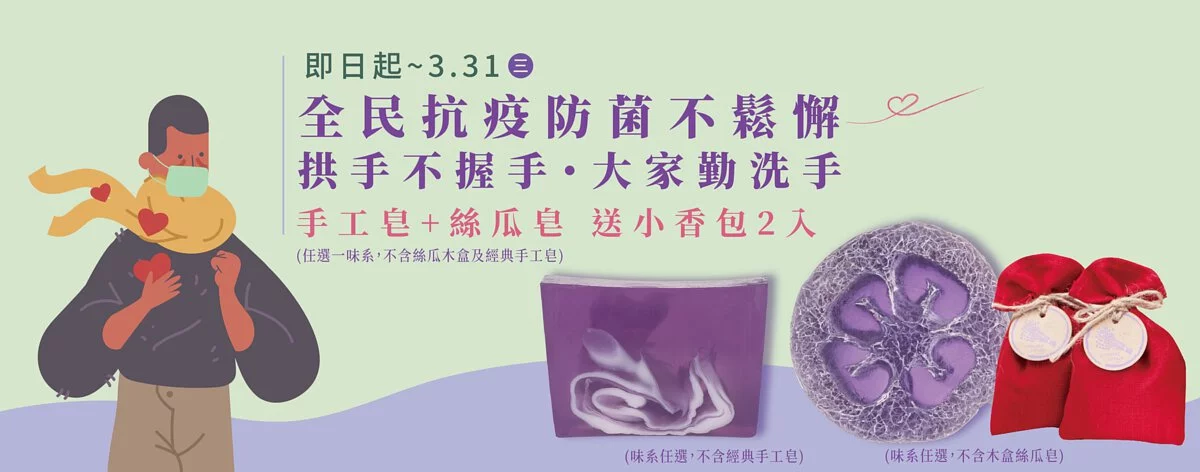 即日起~3.31三
全民抗疫防菌不鬆懈
拱手不握手•大家勤洗手
手工皂+絲瓜皂 送小香包2入
(任選一味系,不含絲瓜木盒及經典手工皂)
(味系任選,不含經典手工皂)
(味系任選,不含木盒絲瓜皂)